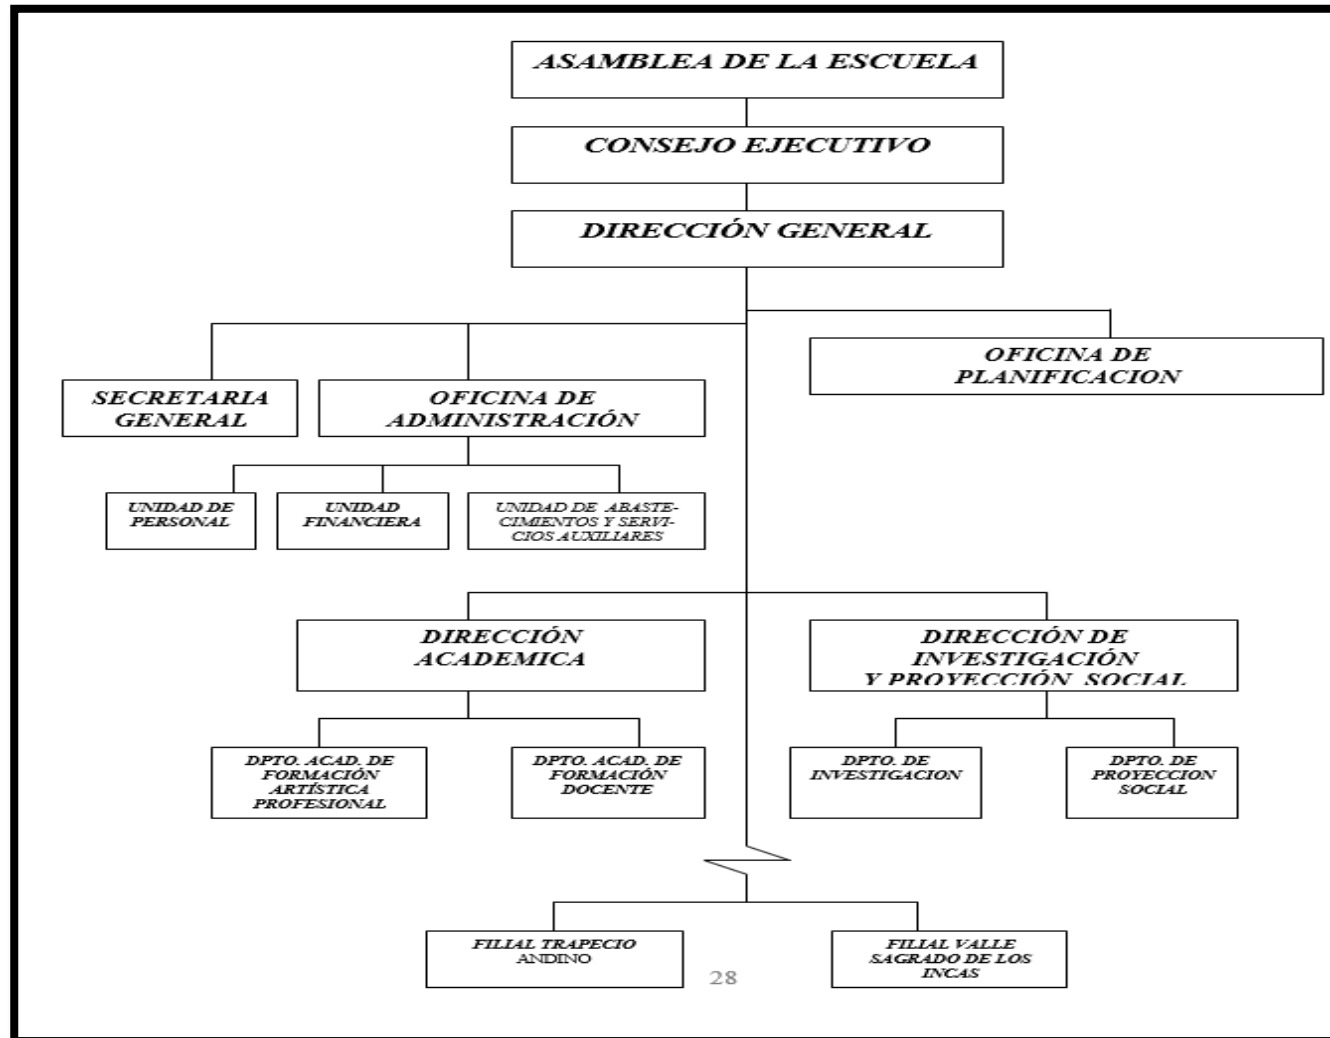 ASAMBLEA DE LA ESCUELA
CONSEJO EJECUTIVO
DIRECCIÓN GENERAL
OFICINA DE
PLANIFICACION
SECRETARIA
GENERAL
OFICINA DE
ADMINISTRACIÓN
UNIDAD DE
PERSONAL
UNIDAD
FINANCIERA
UNIDAD DE ABASTE-
CIMIENTOS Y SERVI-
CIOS AUXILIARES
DIRECCIÓN
ACADEMICA
DIRECCIÓN DE
INVESTIGACIÓN
Y PROYECCIÓN SOCIAL
DPTO. ACAD. DE
FORMACIÓN
ARTÍSTICA
PROFESIONAL
DPTO. ACAD. DE
FORMACIÓN
DOCENTE
DPTO. DE
INVESTIGACION
DPTO. DE
PROYECCION
SOCIAL
FILIAL TRAPECIO
ANDINO
FILIAL VALLE
SAGRADO DE LOS
INCAS
28